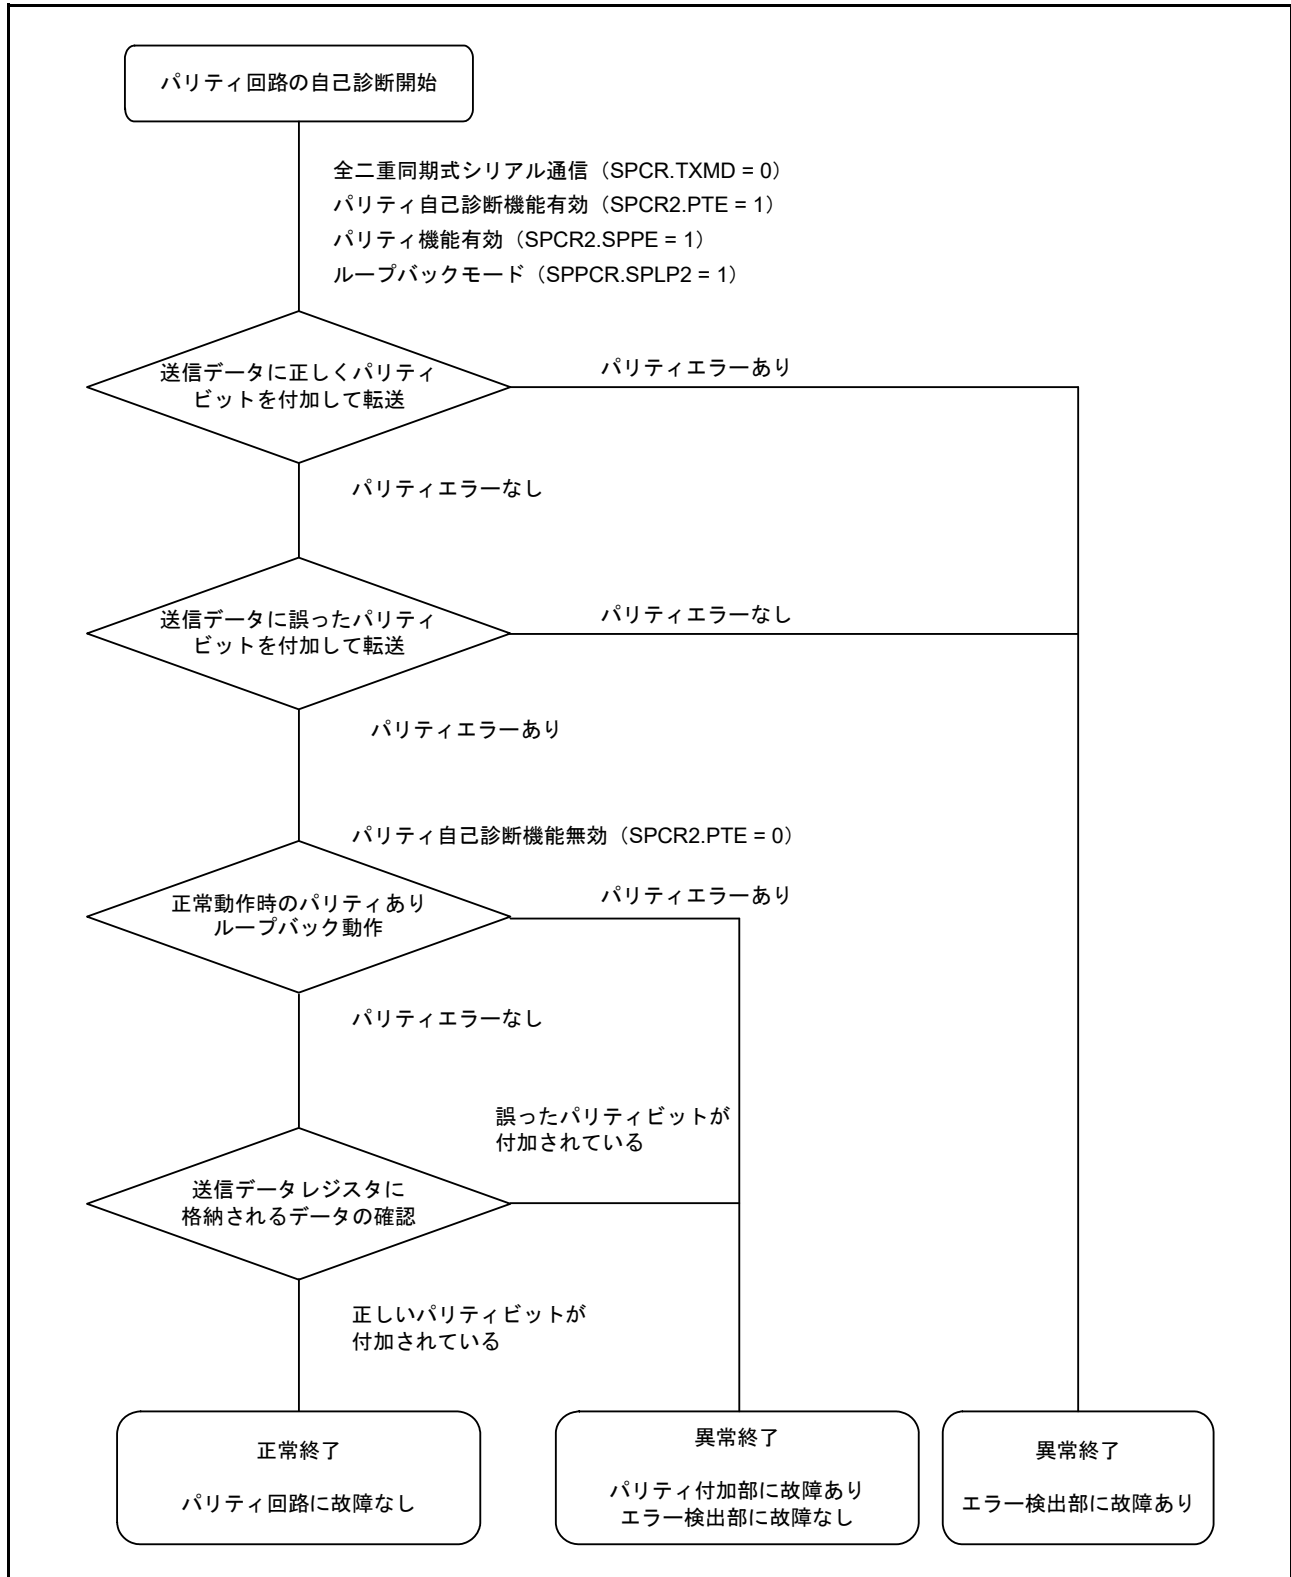 パリティ回路の自己診断開始
全二重同期式シリアル通信（SPCR.TXMD = 0）
パリティ自己診断機能有効（SPCR2.PTE = 1）
パリティ機能有効（SPCR2.SPPE = 1）
ループバックモード（SPPCR.SPLP2 = 1）
送信データに正しくパリティ
ビットを付加して転送
パリティエラーあり
パリティエラーなし
送信データに誤ったパリティ
ビットを付加して転送
パリティエラーなし
パリティエラーあり
パリティ自己診断機能無効（SPCR2.PTE = 0）
正常動作時のパリティあり
ループバック動作
パリティエラーあり
パリティエラーなし
誤ったパリティビットが
付加されている
送信データレジスタに
格納されるデータの確認
正しいパリティビットが
付加されている
正常終了
パリティ回路に故障なし
異常終了
パリティ付加部に故障あり
エラー検出部に故障なし
異常終了
エラー検出部に故障あり